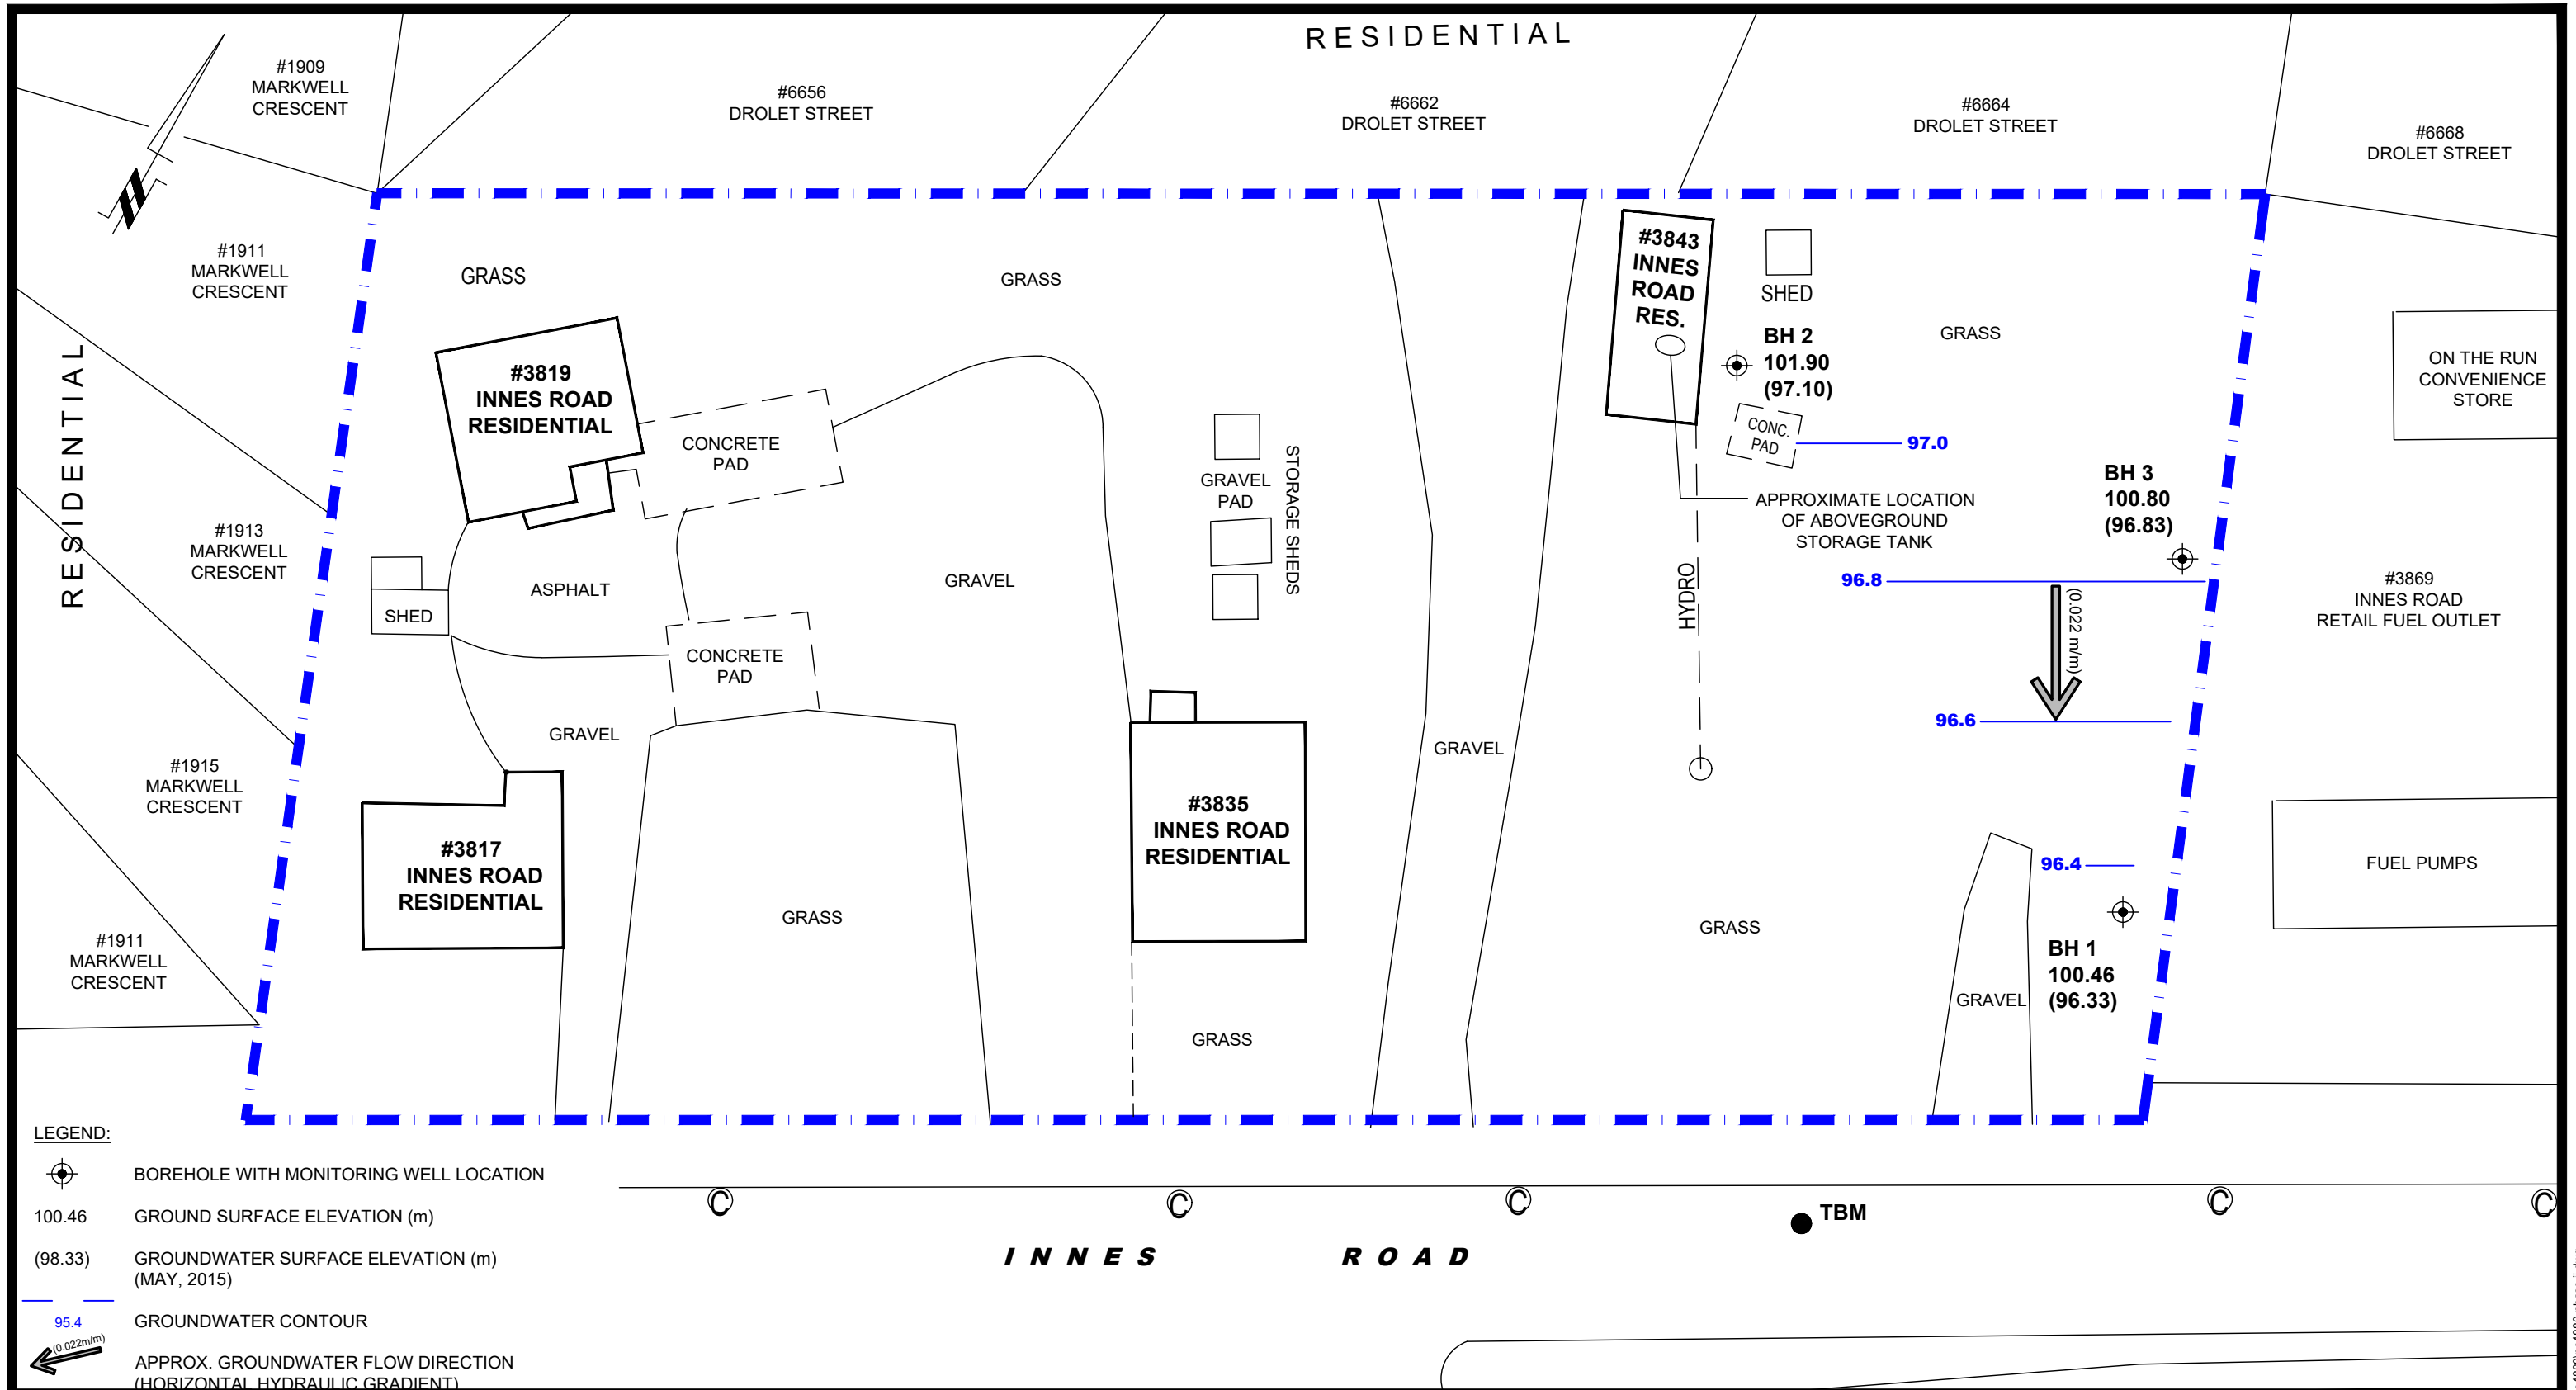 RESIDENTIAL
#1909
MARKWELL
CRESCENT
#6656
DROLET STREET
#6662
DROLET STREET
#6664
DROLET STREET
#6668
DROLET STREET
#1911
MARKWELL
CRESCENT
GRASS
GRASS
#3843
INNES
ROAD
RES.
SHED
GRASS
BH 2
101.90
(97.10)
RESIDENTIAL
#3819
INNES ROAD
RESIDENTIAL
CONCRETE
PAD
GRAVEL
PAD
STORAGE SHEDS
CONC.
PAD
97.0
ON THE RUN
CONVENIENCE
STORE
BH 3
100.80
(96.83)
APPROXIMATE LOCATION
OF ABOVEGROUND
STORAGE TANK
#1913
MARKWELL
CRESCENT
SHED
ASPHALT
GRAVEL
HYDRO
96.8
(0.022 m/m)
#3869
INNES ROAD
RETAIL FUEL OUTLET
CONCRETE
PAD
GRAVEL
GRAVEL
96.6
#1915
MARKWELL
CRESCENT
#3817
INNES ROAD
RESIDENTIAL
#3835
INNES ROAD
RESIDENTIAL
96.4
FUEL PUMPS
GRASS
GRASS
#1911
MARKWELL
CRESCENT
BH 1
100.46
(96.33)
GRAVEL
GRASS
LEGEND:
BOREHOLE WITH MONITORING WELL LOCATION
100.46 GROUND SURFACE ELEVATION (m)
(98.33) GROUNDWATER SURFACE ELEVATION (m)
(MAY, 2015)
95.4 GROUNDWATER CONTOUR
(0.022m/m)
APPROX. GROUNDWATER FLOW DIRECTION
(HORIZONTAL HYDRAULIC GRADIENT)
C
C
C
C
C
TBM
INNES ROAD